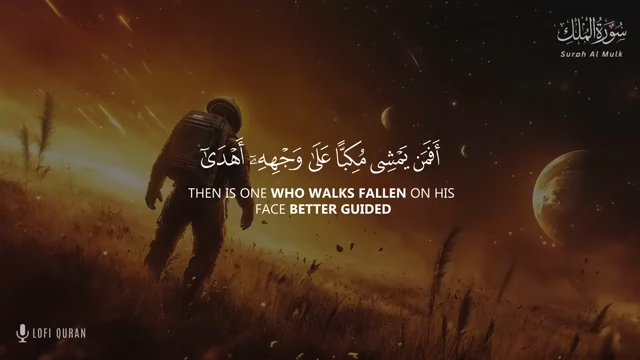 سُورَةُ المُلْكِ
Surah Al Mulk
أَفَمَن يَمْشِى مُكِبًّا عَلَىٰ وَجْهِهِۦٓ أَهْدَىٰٓ
THEN IS ONE WHO WALKS FALLEN ON HIS
FACE BETTER GUIDED
LOFI QURAN